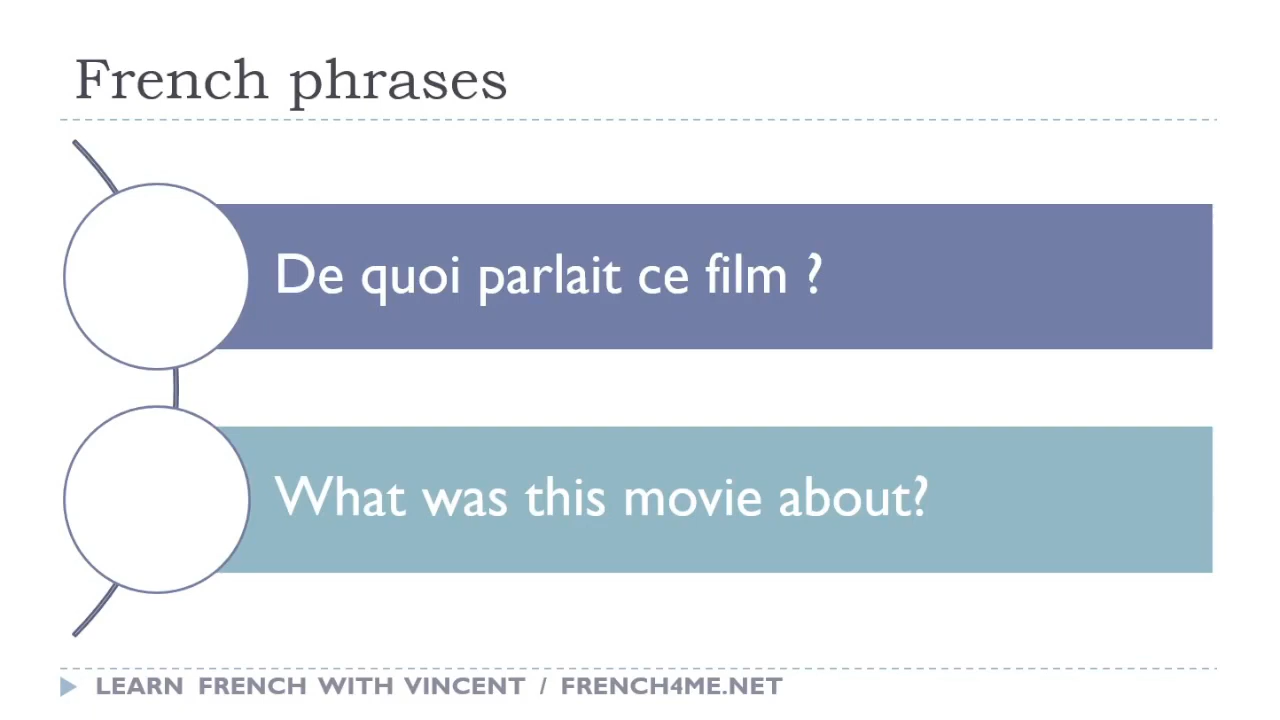 French phrases
De quoi parlait ce film ?
What was this movie about?
LEARN FRENCH WITH VINCENT / FRENCH4ME.NET